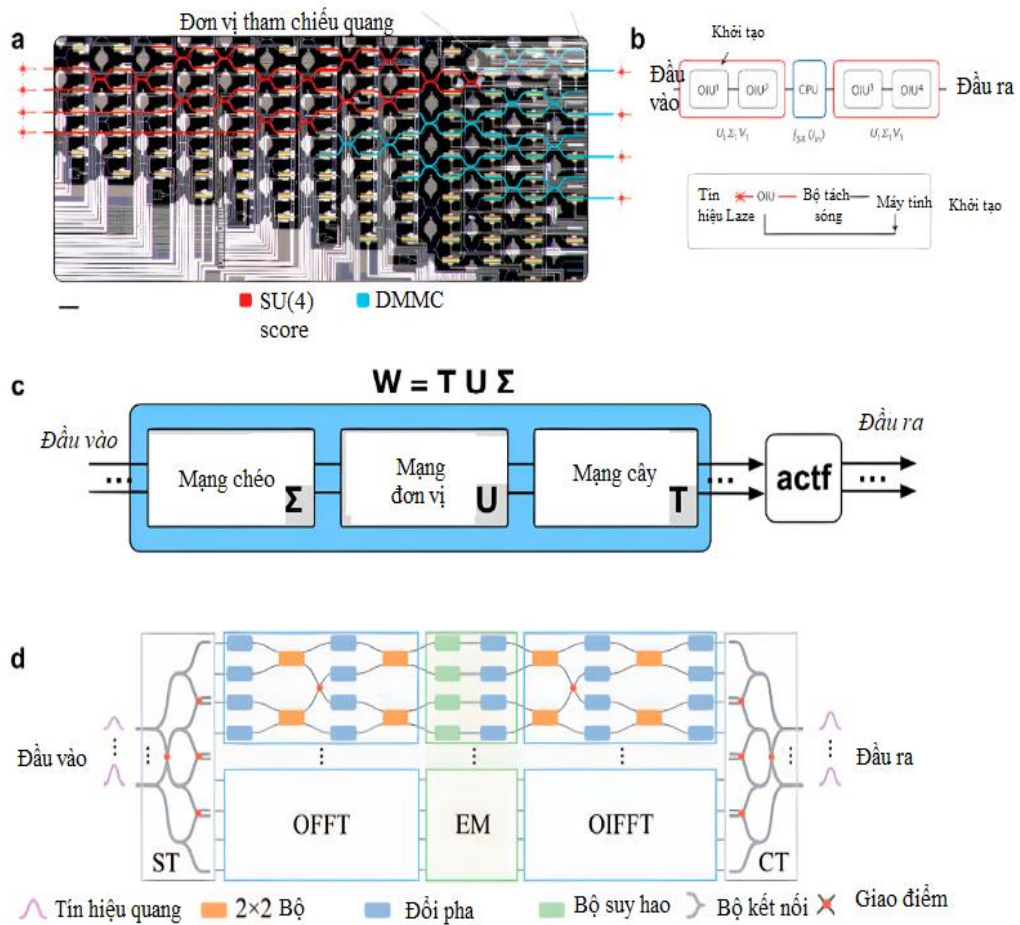 Đơn vị tham chiếu quang
a
SU(4)
score
DMMC
b
Khởi tạo
Đầu
vào
OIU¹
OIU²
CPU
OIU³
OIU⁴
Đầu ra
Tín
hiệu Laze
OIU
Bộ tách
sóng
Máy tính
Khởi tạo
c
W = T U Σ
Đầu vào
...
Mạng chéo
Σ
Mạng
đơn vị
U
Mạng cây
T
...
actf
Đầu ra
...
d
Đầu vào
ST
OFFT
EM
OIFFT
CT
Đầu ra
Tín hiệu quang
2×2 Bộ
Đổi pha
Bộ suy hao
Bộ kết nối
Giao điểm